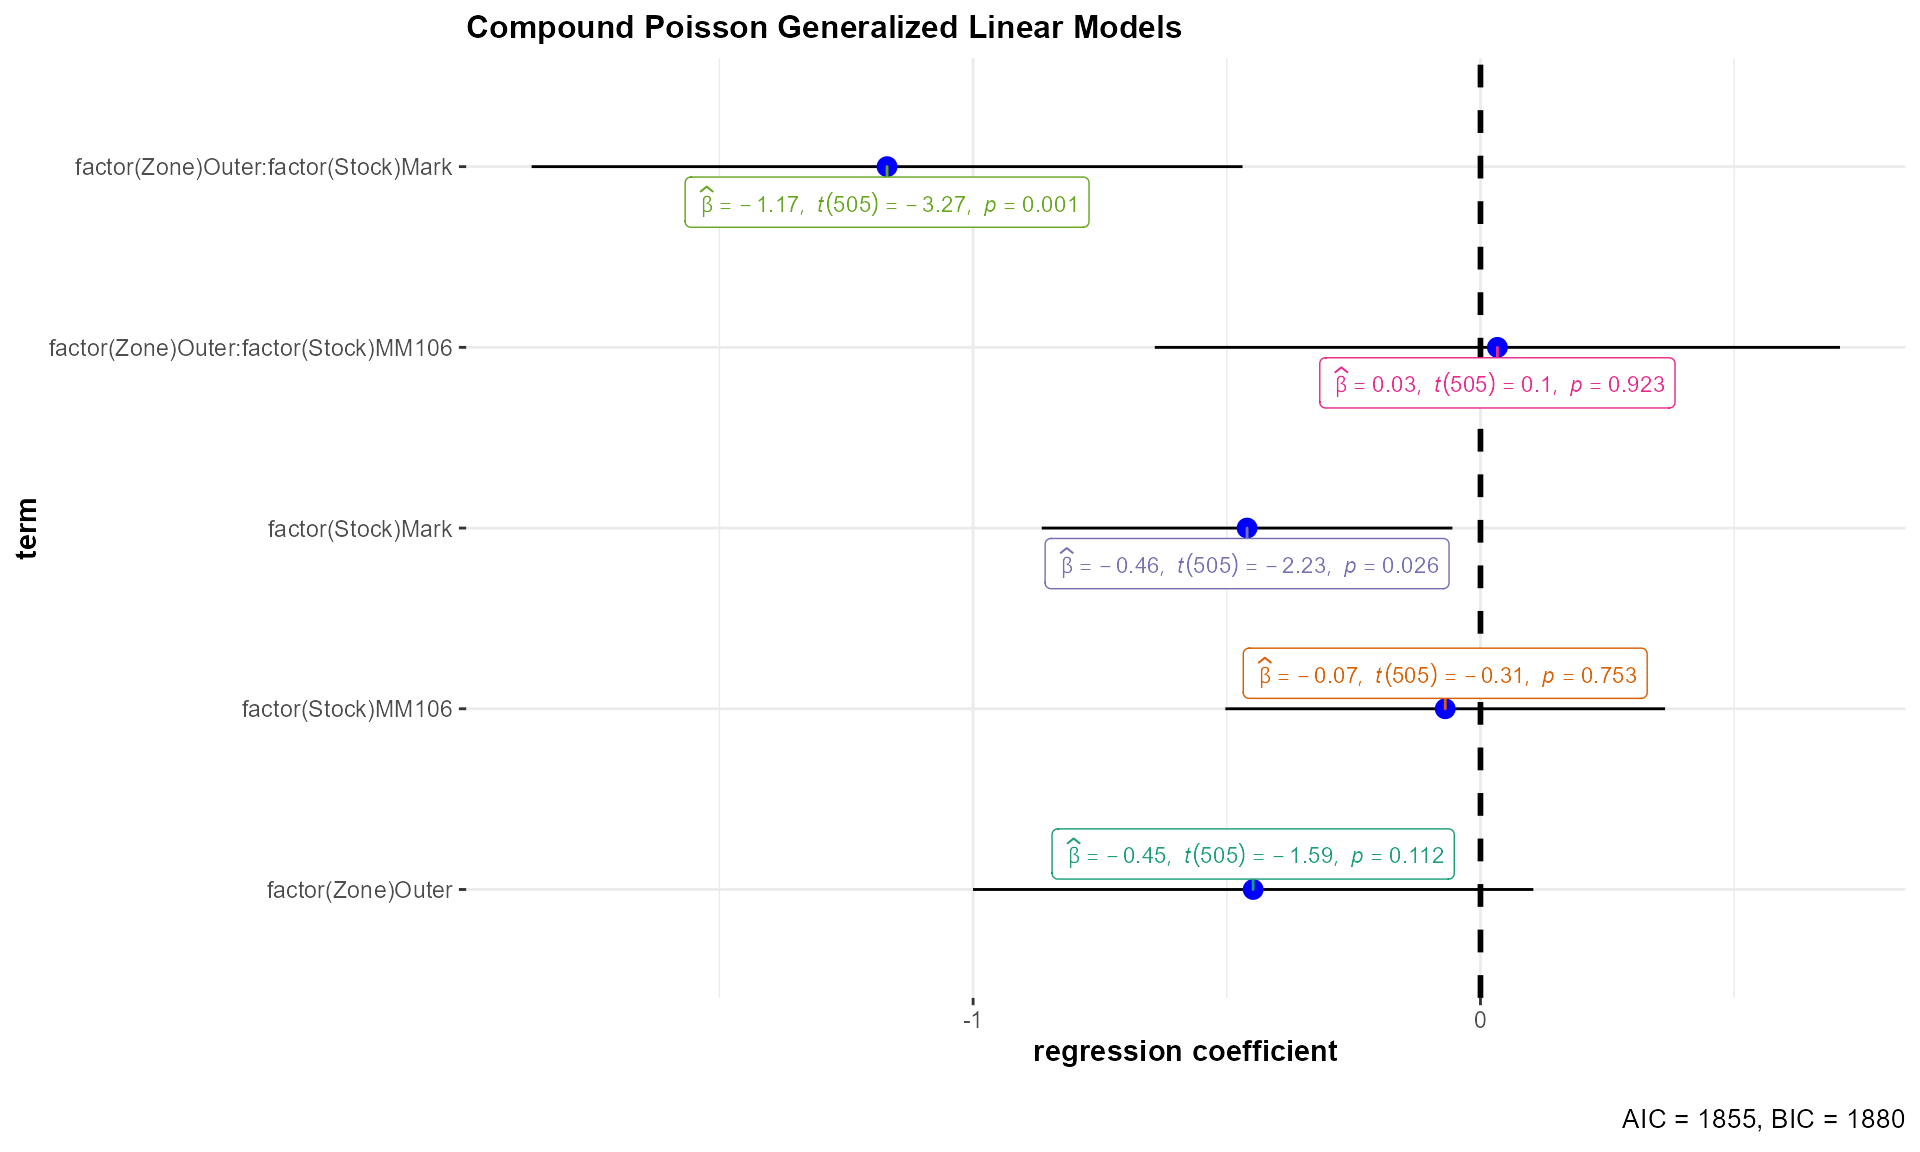 Compound Poisson Generalized Linear Models
factor(Zone)Outer:factor(Stock)Mark
β̂ = −1.17, t(505) = −3.27, p = 0.001
factor(Zone)Outer:factor(Stock)MM106
β̂ = 0.03, t(505) = 0.1, p = 0.923
factor(Stock)Mark
β̂ = −0.46, t(505) = −2.23, p = 0.026
factor(Stock)MM106
β̂ = −0.07, t(505) = −0.31, p = 0.753
factor(Zone)Outer
β̂ = −0.45, t(505) = −1.59, p = 0.112
term
-1
0
regression coefficient
AIC = 1855, BIC = 1880